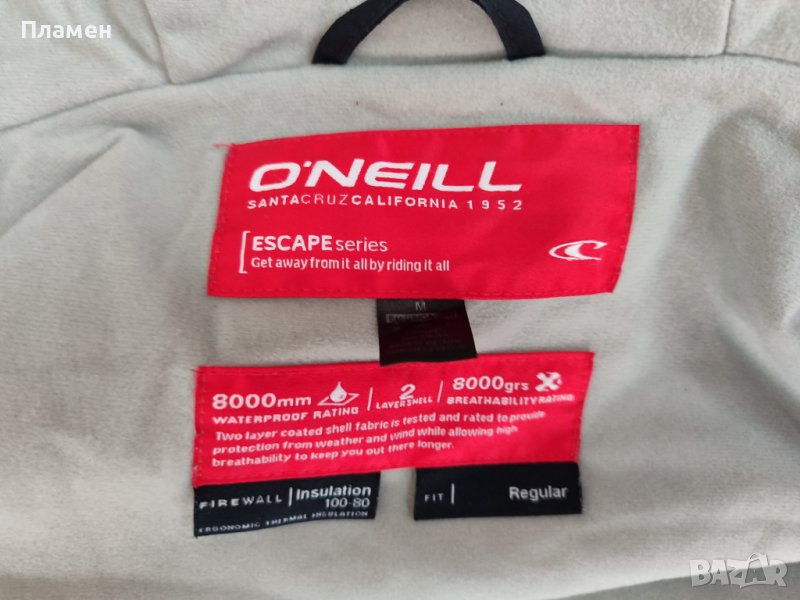 Пламен
O'NEILL
SANTACRUZCALIFORNIA 1952
[ESCAPE series
Get away from it all by riding it all
M
8000mm
WATERPROOF RATING
2
LAYER SHELL
8000grs
BREATHABILITY RATING
Two layer coated shell fabric is tested and rated to provide
protection from weather and wind while allowing high
breathability to keep you out there longer.
FIREWALL | Insulation
100-80
ERGONOMIC THERMAL INSULATION
FIT | Regular
BAZAR